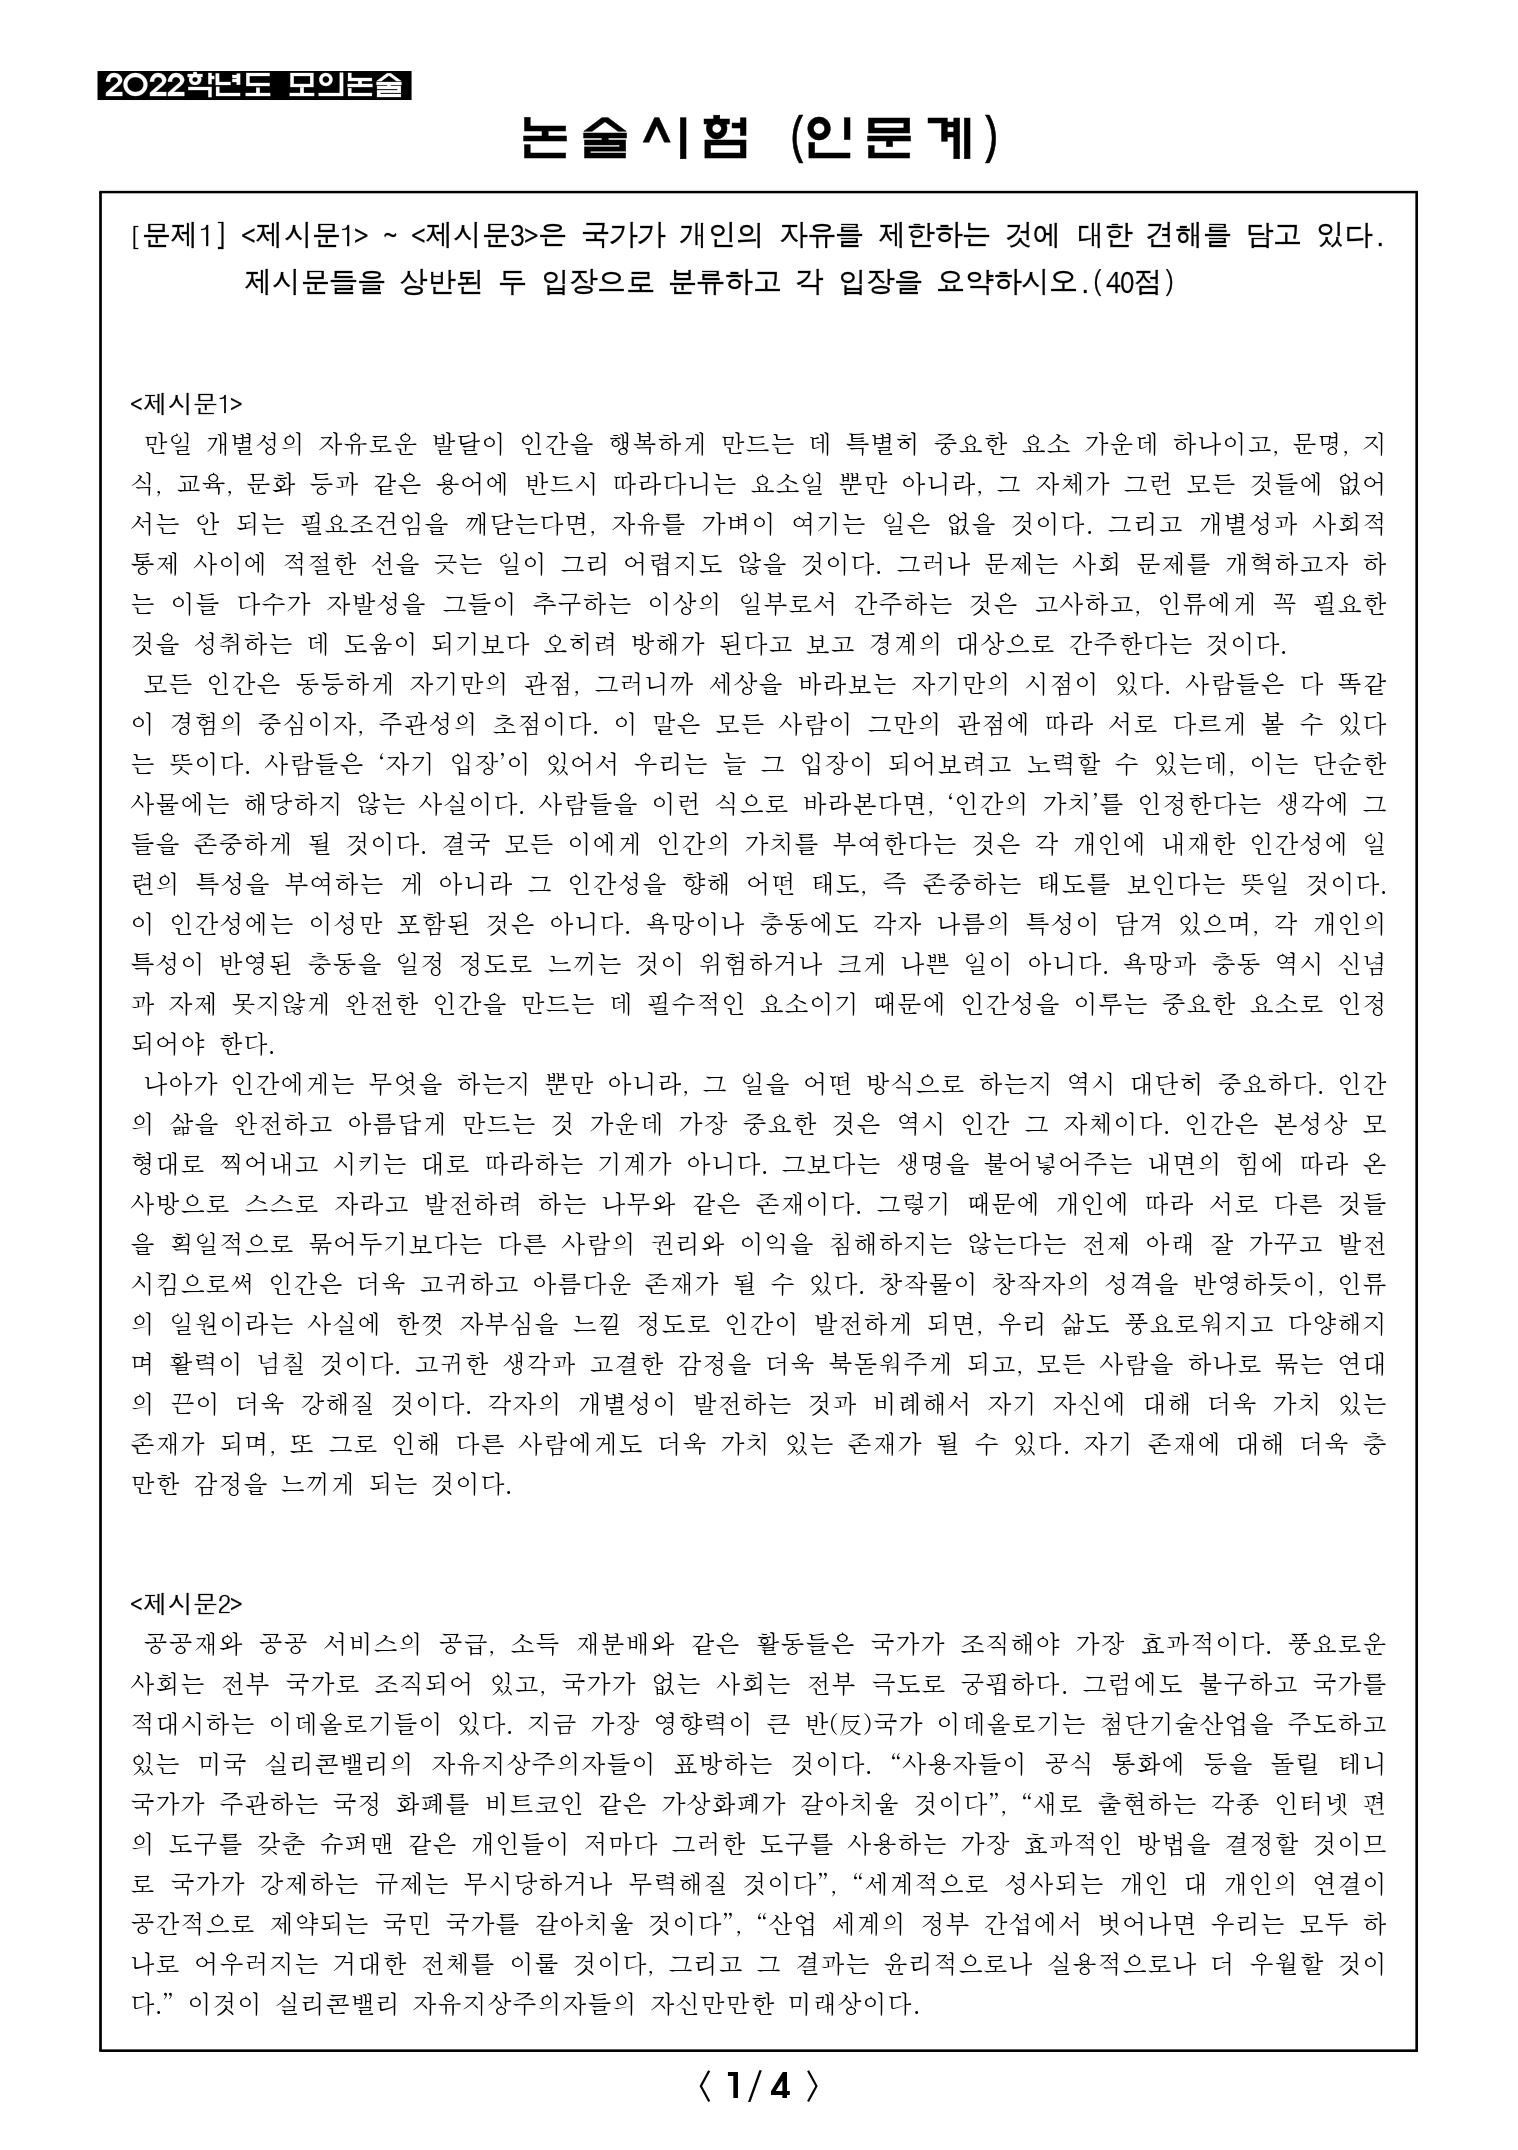 2022학년도 모의논술
논술시험 (인문계)
[문제1] <제시문1> ~ <제시문3>은 국가가 개인의 자유를 제한하는 것에 대한 견해를 담고 있다.
제시문들을 상반된 두 입장으로 분류하고 각 입장을 요약하시오.(40점)
<제시문1>
만일 개별성의 자유로운 발달이 인간을 행복하게 만드는 데 특별히 중요한 요소 가운데 하나이고, 문명, 지
식, 교육, 문화 등과 같은 용어에 반드시 따라다니는 요소일 뿐만 아니라, 그 자체가 그런 모든 것들에 없어
서는 안 되는 필요조건임을 깨닫는다면, 자유를 가벼이 여기는 일은 없을 것이다. 그리고 개별성과 사회적
통제 사이에 적절한 선을 긋는 일이 그리 어렵지도 않을 것이다. 그러나 문제는 사회 문제를 개혁하고자 하
는 이들 다수가 자발성을 그들이 추구하는 이상의 일부로서 간주하는 것은 고사하고, 인류에게 꼭 필요한
것을 성취하는 데 도움이 되기보다 오히려 방해가 된다고 보고 경계의 대상으로 간주한다는 것이다.
모든 인간은 동등하게 자기만의 관점, 그러니까 세상을 바라보는 자기만의 시점이 있다. 사람들은 다 똑같
이 경험의 중심이자, 주관성의 초점이다. 이 말은 모든 사람이 그만의 관점에 따라 서로 다르게 볼 수 있다
는 뜻이다. 사람들은 ‘자기 입장’이 있어서 우리는 늘 그 입장이 되어보려고 노력할 수 있는데, 이는 단순한
사물에는 해당하지 않는 사실이다. 사람들을 이런 식으로 바라본다면, ‘인간의 가치’를 인정한다는 생각에 그
들을 존중하게 될 것이다. 결국 모든 이에게 인간의 가치를 부여한다는 것은 각 개인에 내재한 인간성에 일
련의 특성을 부여하는 게 아니라 그 인간성을 향해 어떤 태도, 즉 존중하는 태도를 보인다는 뜻일 것이다.
이 인간성에는 이성만 포함된 것은 아니다. 욕망이나 충동에도 각자 나름의 특성이 담겨 있으며, 각 개인의
특성이 반영된 충동을 일정 정도로 느끼는 것이 위험하거나 크게 나쁜 일이 아니다. 욕망과 충동 역시 신념
과 자제 못지않게 완전한 인간을 만드는 데 필수적인 요소이기 때문에 인간성을 이루는 중요한 요소로 인정
되어야 한다.
나아가 인간에게는 무엇을 하는지 뿐만 아니라, 그 일을 어떤 방식으로 하는지 역시 대단히 중요하다. 인간
의 삶을 완전하고 아름답게 만드는 것 가운데 가장 중요한 것은 역시 인간 그 자체이다. 인간은 본성상 모
형대로 찍어내고 시키는 대로 따라하는 기계가 아니다. 그보다는 생명을 불어넣어주는 내면의 힘에 따라 온
사방으로 스스로 자라고 발전하려 하는 나무와 같은 존재이다. 그렇기 때문에 개인에 따라 서로 다른 것들
을 획일적으로 묶어두기보다는 다른 사람의 권리와 이익을 침해하지는 않는다는 전제 아래 잘 가꾸고 발전
시킴으로써 인간은 더욱 고귀하고 아름다운 존재가 될 수 있다. 창작물이 창작자의 성격을 반영하듯이, 인류
의 일원이라는 사실에 한껏 자부심을 느낄 정도로 인간이 발전하게 되면, 우리 삶도 풍요로워지고 다양해지
며 활력이 넘칠 것이다. 고귀한 생각과 고결한 감정을 더욱 북돋워주게 되고, 모든 사람을 하나로 묶는 연대
의 끈이 더욱 강해질 것이다. 각자의 개별성이 발전하는 것과 비례해서 자기 자신에 대해 더욱 가치 있는
존재가 되며, 또 그로 인해 다른 사람에게도 더욱 가치 있는 존재가 될 수 있다. 자기 존재에 대해 더욱 충
만한 감정을 느끼게 되는 것이다.
<제시문2>
공공재와 공공 서비스의 공급, 소득 재분배와 같은 활동들은 국가가 조직해야 가장 효과적이다. 풍요로운
사회는 전부 국가로 조직되어 있고, 국가가 없는 사회는 전부 극도로 궁핍하다. 그럼에도 불구하고 국가를
적대시하는 이데올로기들이 있다. 지금 가장 영향력이 큰 반(反)국가 이데올로기는 첨단기술산업을 주도하고
있는 미국 실리콘밸리의 자유지상주의자들이 표방하는 것이다. “사용자들이 공식 통화에 등을 돌릴 테니
국가가 주관하는 국정 화폐를 비트코인 같은 가상화폐가 갈아치울 것이다”, “새로 출현하는 각종 인터넷 편
의 도구를 갖춘 슈퍼맨 같은 개인들이 저마다 그러한 도구를 사용하는 가장 효과적인 방법을 결정할 것이므
로 국가가 강제하는 규제는 무시당하거나 무력해질 것이다”, “세계적으로 성사되는 개인 대 개인의 연결이
공간적으로 제약되는 국민 국가를 갈아치울 것이다”, “산업 세계의 정부 간섭에서 벗어나면 우리는 모두 하
나로 어우러지는 거대한 전체를 이룰 것이다, 그리고 그 결과는 윤리적으로나 실용적으로나 더 우월할 것이
다.” 이것이 실리콘밸리 자유지상주의자들의 자신만만한 미래상이다.
〈 1/4 〉